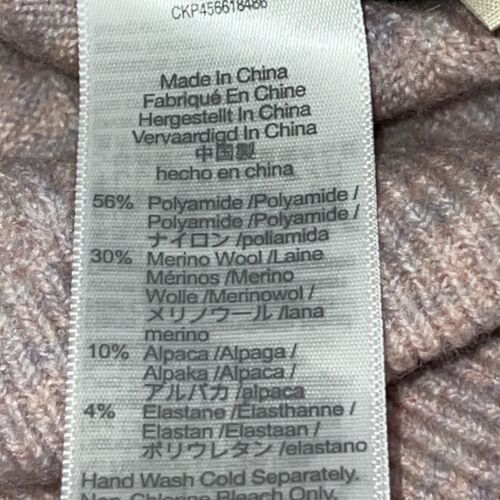 CKP456618486
Made In China
Fabriqué En Chine
Hergestellt In China
Vervaardigd In China
中国製
hecho en china
56% Polyamide /Polyamide /
Polyamide /Polyamide /
ナイロン /poliamida
30% Merino Wool /Laine
Mérinos /Merino
Wolle /Merinowol /
メリノウール /lana
merino
10% Alpaca /Alpaga /
Alpaka /Alpaca /
アルパカ /alpaca
4% Elastane /Elasthanne /
Elastan /Elastaan /
ポリウレタン /elastano
Hand Wash Cold Separately.
Non-Chlorine Bleach Only.